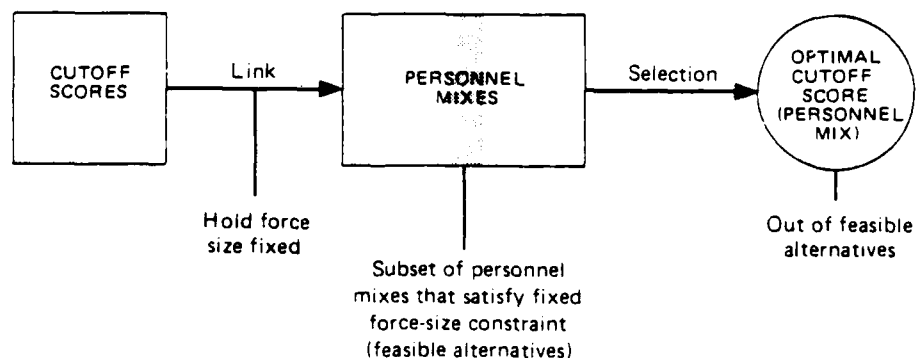 CUTOFF
SCORES
Link
Hold force
size fixed
PERSONNEL
MIXES
Subset of personnel
mixes that satisfy fixed
force-size constraint
(feasible alternatives)
Selection
OPTIMAL
CUTOFF
SCORE
(PERSONNEL
MIX)
Out of feasible
alternatives